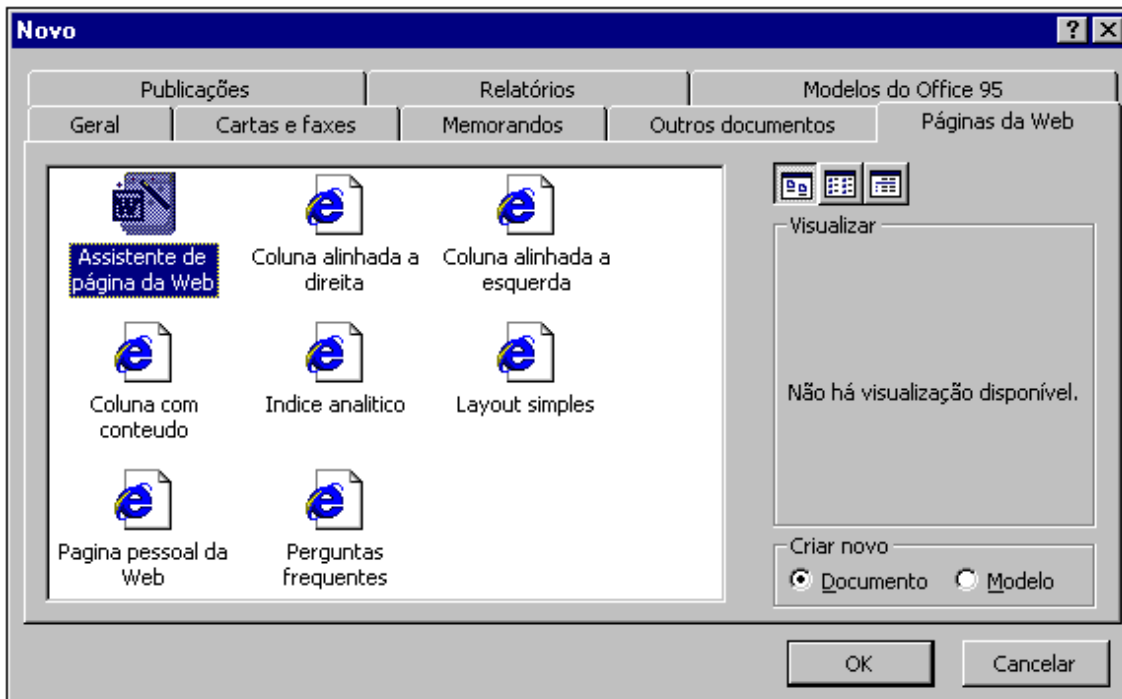 Novo
Publicações Relatórios Modelos do Office 95
Geral Cartas e faxes Memorandos Outros documentos Páginas da Web
Assistente de
página da Web
Coluna alinhada a
direita
Coluna alinhada a
esquerda
Coluna com
conteudo
Indice analitico
Layout simples
Pagina pessoal da
Web
Perguntas
frequentes
Visualizar
Não há visualização disponível.
Criar novo
Documento Modelo
OK Cancelar